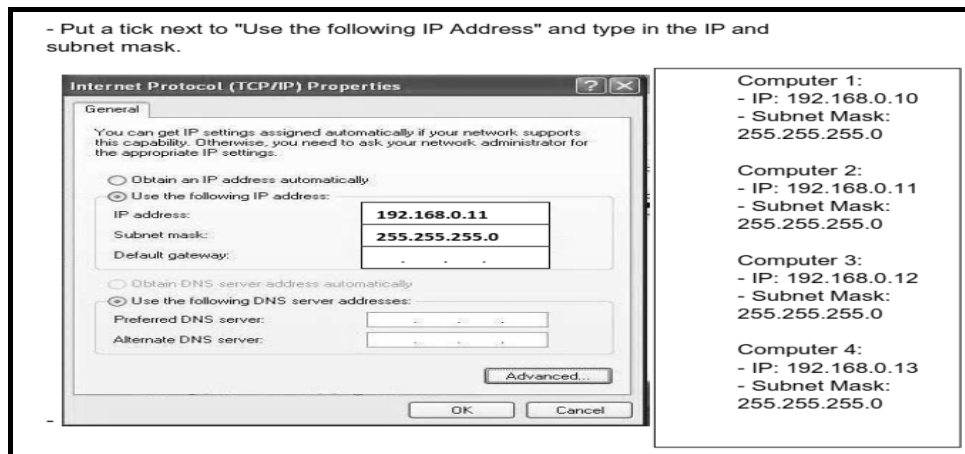 - Put a tick next to "Use the following IP Address" and type in the IP and
subnet mask.
Internet Protocol (TCP/IP) Properties
General
You can get IP settings assigned automatically if your network supports
this capability. Otherwise, you need to ask your network administrator for
the appropriate IP settings.
Obtain an IP address automatically
Use the following IP address:
IP address: 192.168.0.11
Subnet mask: 255.255.255.0
Default gateway: . . .
Obtain DNS server address automatically
Use the following DNS server addresses:
Preferred DNS server: . . .
Alternate DNS server: . . .
Advanced...
OK Cancel
-
Computer 1:
- IP: 192.168.0.10
- Subnet Mask:
255.255.255.0
Computer 2:
- IP: 192.168.0.11
- Subnet Mask:
255.255.255.0
Computer 3:
- IP: 192.168.0.12
- Subnet Mask:
255.255.255.0
Computer 4:
- IP: 192.168.0.13
- Subnet Mask:
255.255.255.0